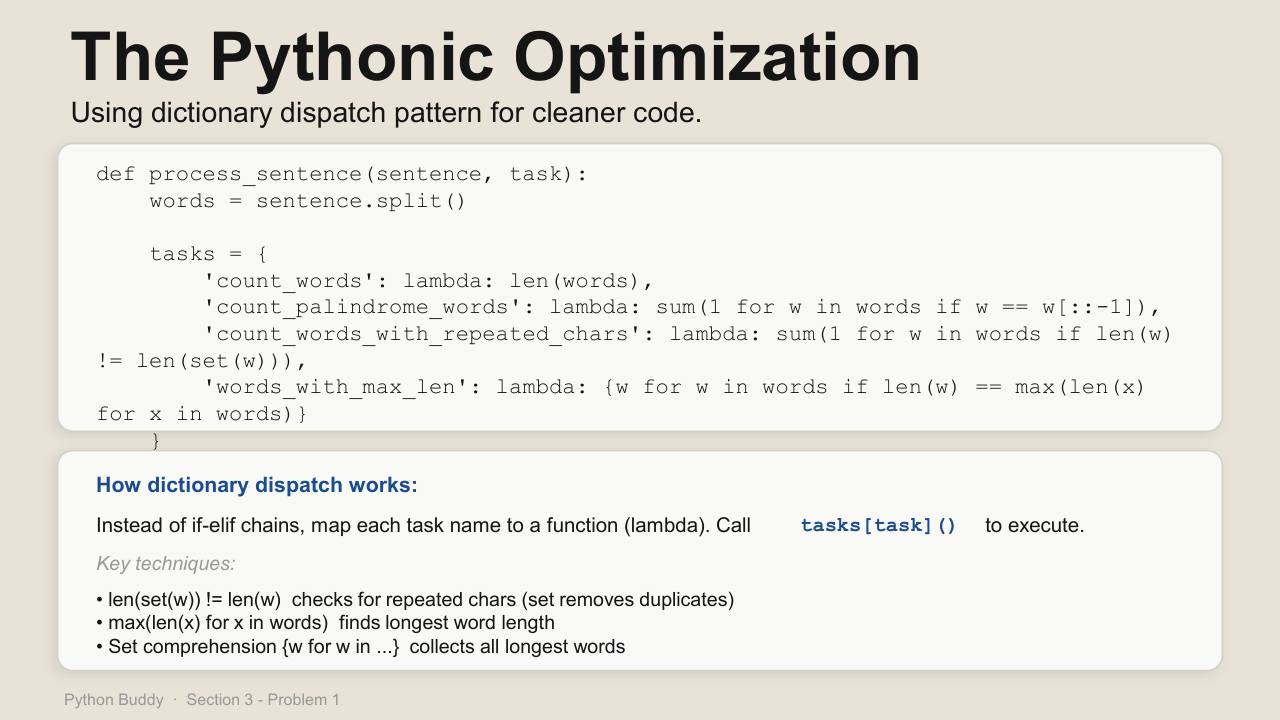 The Pythonic Optimization
Using dictionary dispatch pattern for cleaner code.
def process_sentence(sentence, task):
    words = sentence.split()
    tasks = {
        'count_words': lambda: len(words),
        'count_palindrome_words': lambda: sum(1 for w in words if w == w[::-1]),
        'count_words_with_repeated_chars': lambda: sum(1 for w in words if len(w)
!= len(set(w))),
        'words_with_max_len': lambda: {w for w in words if len(w) == max(len(x)
for x in words)}
    }
How dictionary dispatch works:
Instead of if-elif chains, map each task name to a function (lambda). Call tasks[task]() to execute.
Key techniques:
• len(set(w)) != len(w)  checks for repeated chars (set removes duplicates)
• max(len(x) for x in words)  finds longest word length
• Set comprehension {w for w in ...}  collects all longest words
Python Buddy · Section 3 - Problem 1